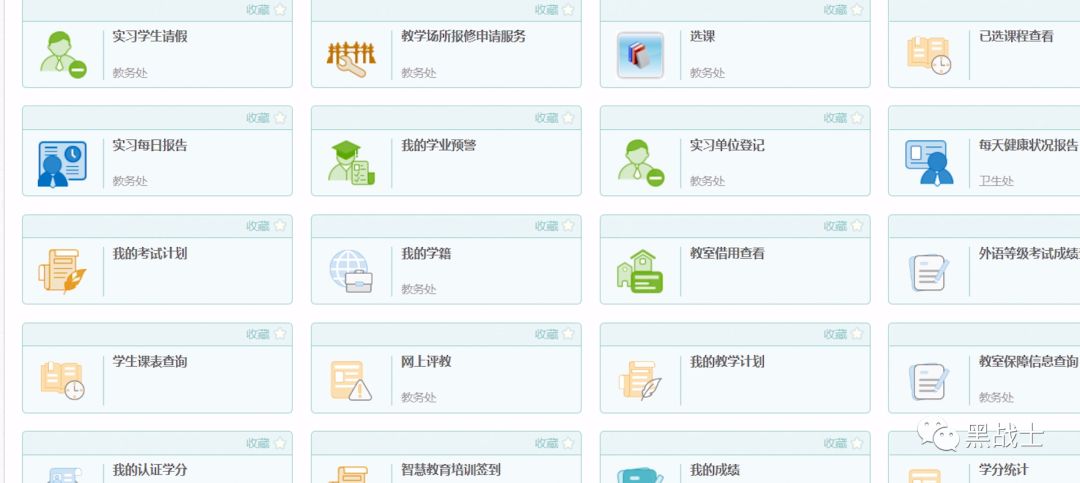 收藏 收藏 收藏
实习学生请假 教学场所报修申请服务 选课 已选课程查看
教务处 教务处 教务处
收藏 收藏 收藏
实习每日报告 我的学业预警 实习单位登记 每天健康状况报告
教务处 教务处 卫生处
收藏 收藏 收藏
我的考试计划 我的学籍 教室借用查看 外语等级考试成绩
教务处
收藏 收藏 收藏
学生课表查询 网上评教 我的教学计划 教室保障信息查询
教务处 教务处
收藏 收藏 收藏
黑战士
我的认证学分 智慧教育培训签到 我的成绩 学分统计